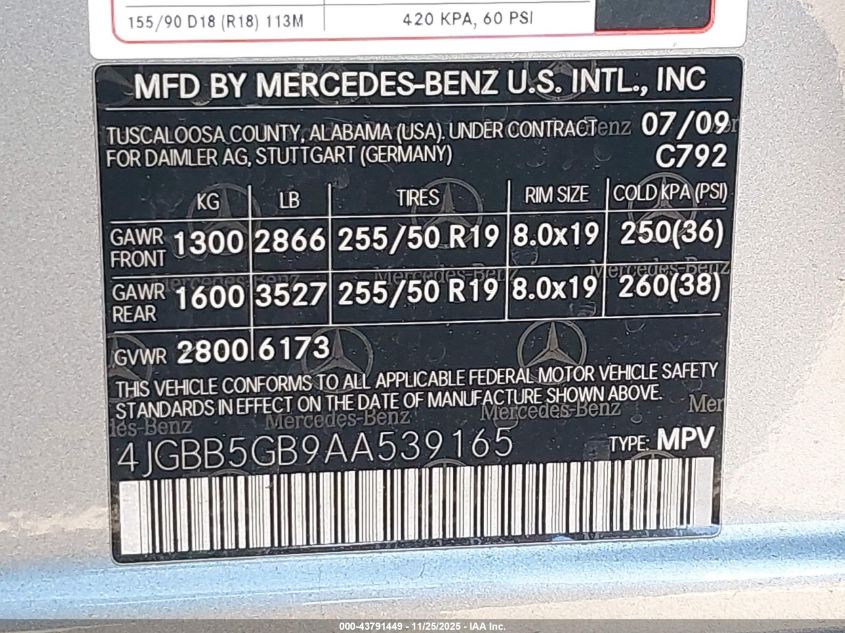 155/90 D18 (R18) 113M 420 KPA, 60 PSI
MFD BY MERCEDES-BENZ U.S. INTL., INC
TUSCALOOSA COUNTY, ALABAMA (USA). UNDER CONTRACT 07/09
FOR DAIMLER AG, STUTTGART (GERMANY) C792
KG LB TIRES RIM SIZE COLD KPA (PSI)
GAWR FRONT 1300 2866 255/50 R19 8.0x19 250(36)
GAWR REAR 1600 3527 255/50 R19 8.0x19 260(38)
GVWR 2800 6173
THIS VEHICLE CONFORMS TO ALL APPLICABLE FEDERAL MOTOR VEHICLE SAFETY
STANDARDS IN EFFECT ON THE DATE OF MANUFACTURE SHOWN ABOVE.
Mercedes-Benz Mercedes-Benz
4JGBB5GB9AA539165 TYPE: MPV
000-43791449 - 11/25/2025 - IAA Inc.